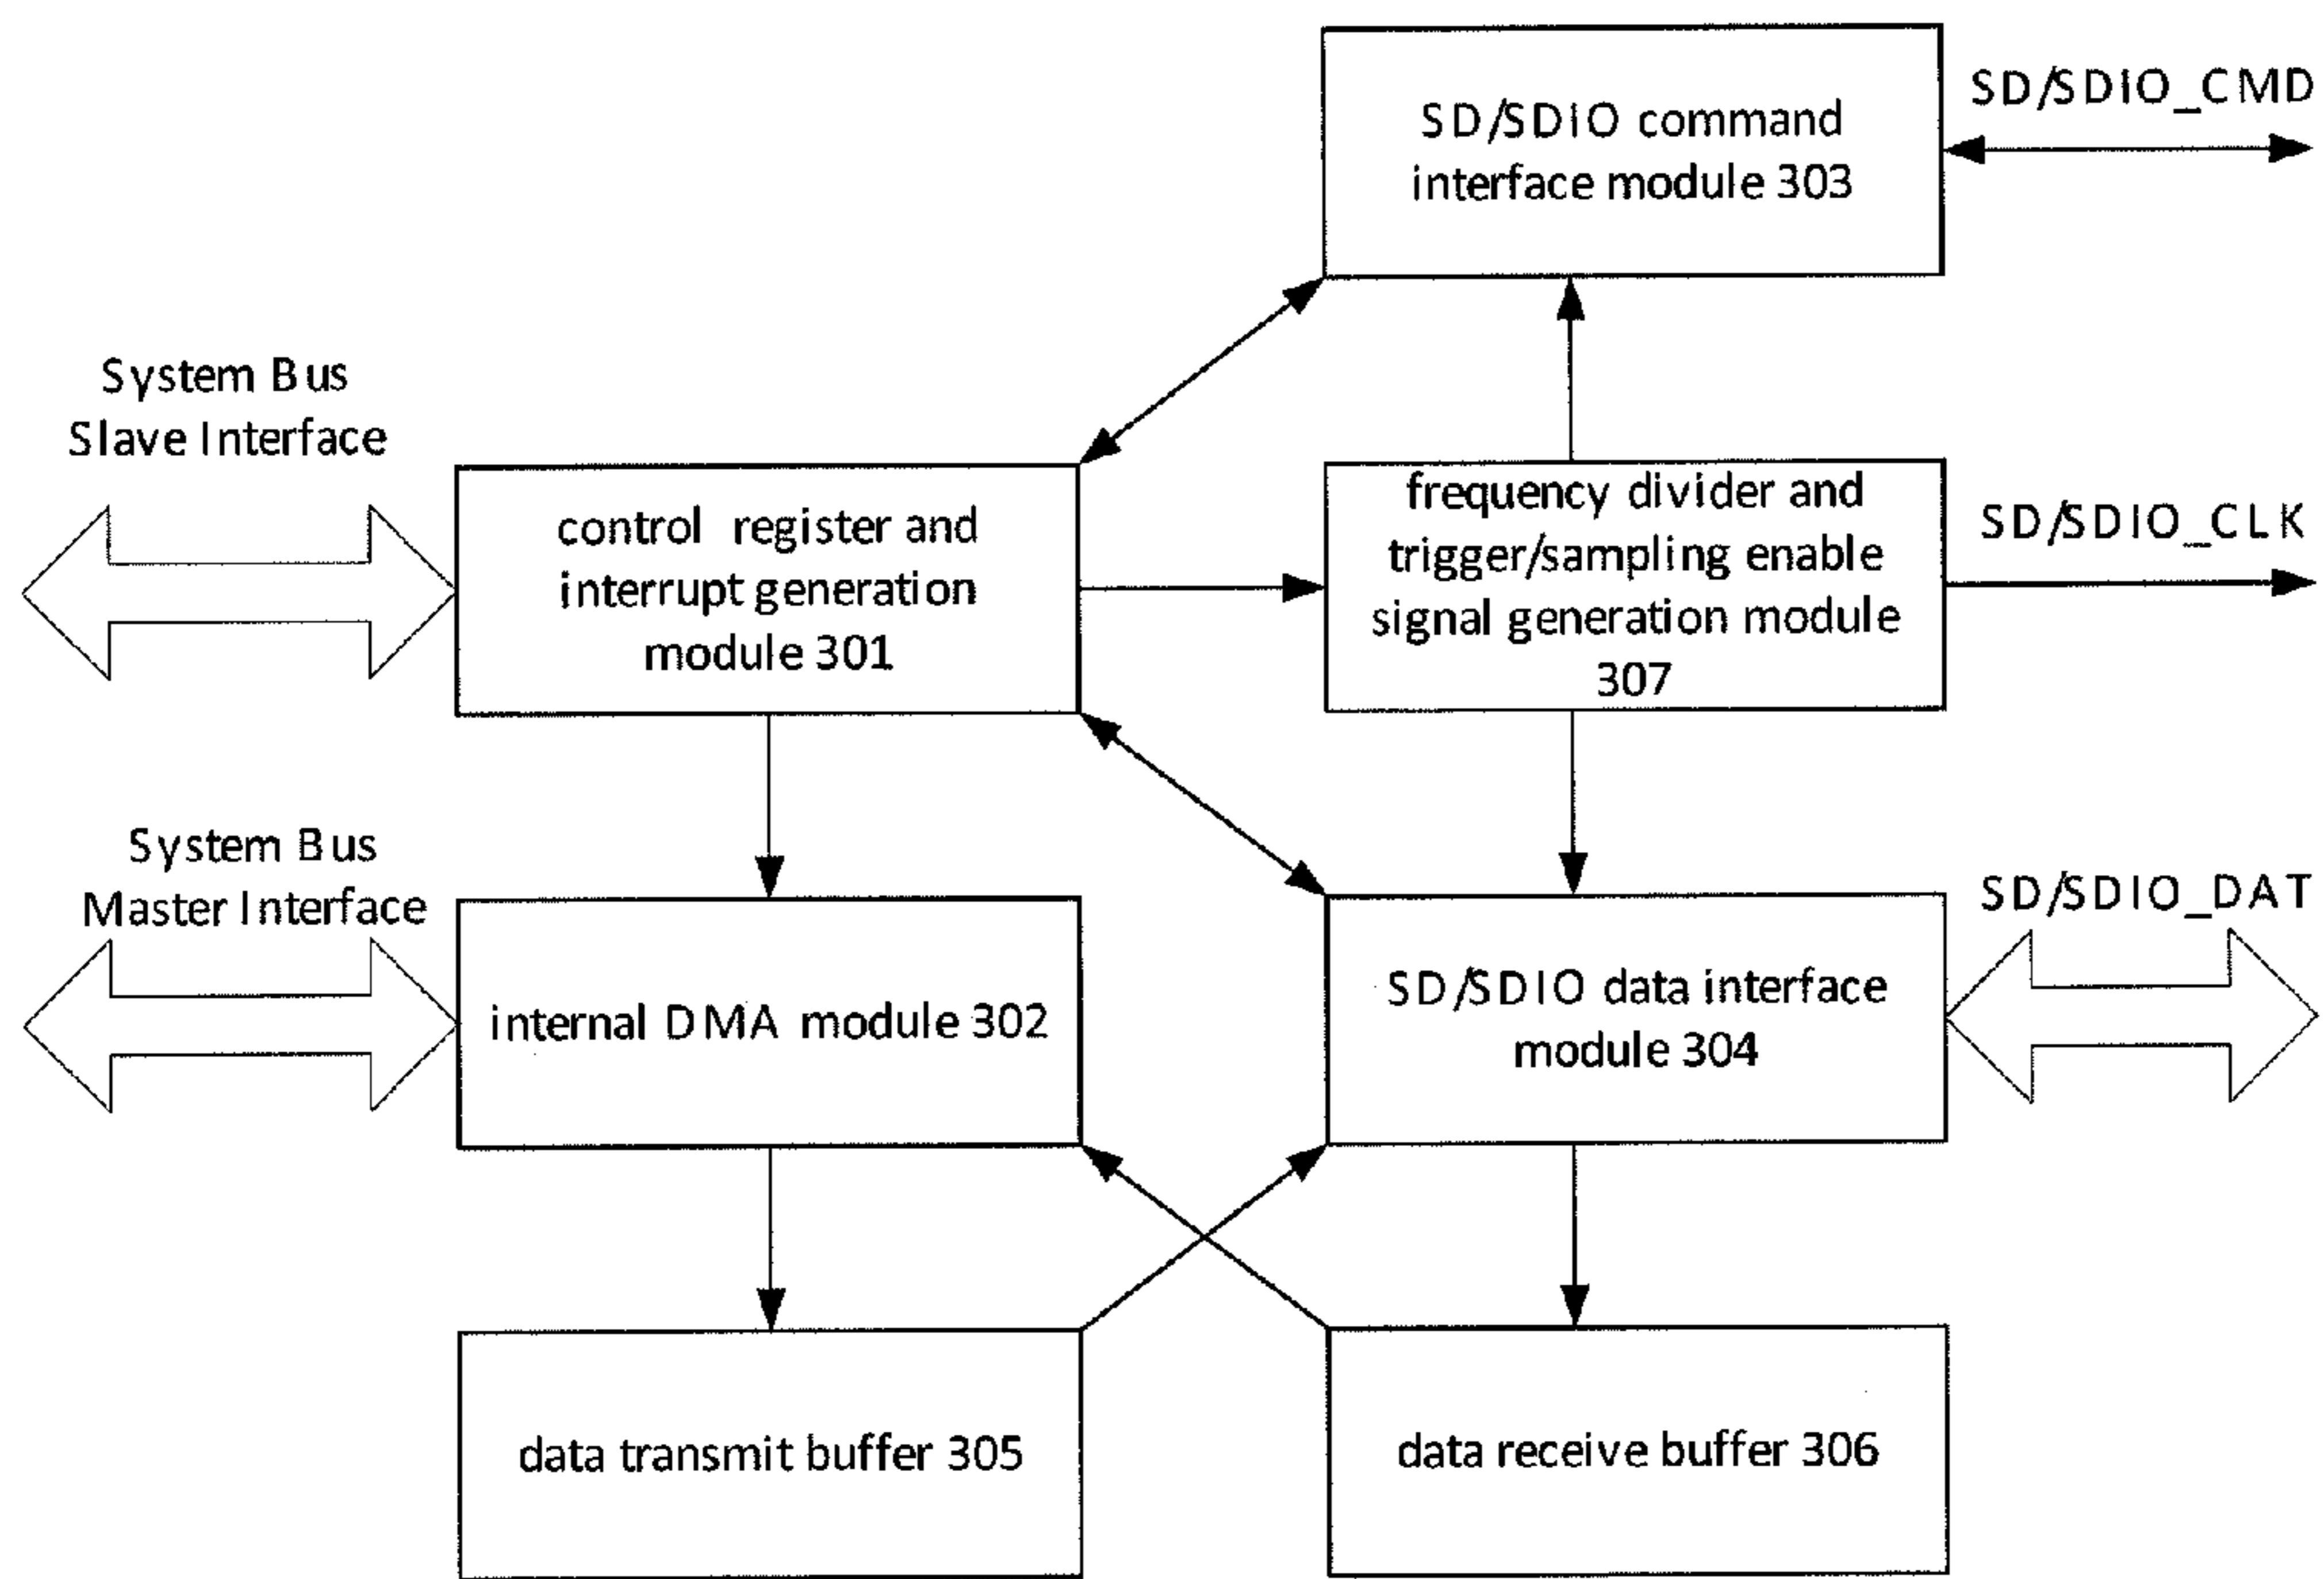 SD/SDIO command
interface module 303
SD/SDIO_CMD
System Bus
Slave Interface
control register and
interrupt generation
module 301
frequency divider and
trigger/sampling enable
signal generation module
307
SD/SDIO_CLK
System Bus
Master Interface
internal DMA module 302
SD/SDIO data interface
module 304
SD/SDIO_DAT
data transmit buffer 305
data receive buffer 306